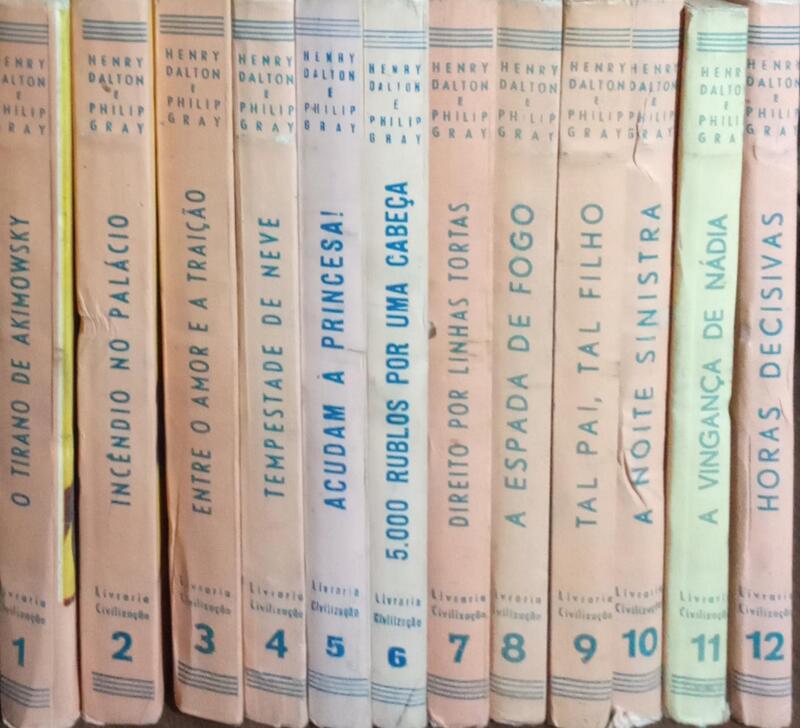 HENRY
DALTON
E
PHILIP
GRAY
O TIRANO DE AKIMOWSKY
Livraria
Civilização
1
HENRY
DALTON
E
PHILIP
GRAY
INCÊNDIO NO PALÁCIO
Livraria
Civilização
2
HENRY
DALTON
E
PHILIP
GRAY
ENTRE O AMOR E A TRAIÇÃO
Livraria
Civilização
3
HENRY
DALTON
E
PHILIP
GRAY
TEMPESTADE DE NEVE
Livraria
Civilização
4
HENRY
DALTON
E
PHILIP
GRAY
ACUDAM À PRINCESA!
Livraria
Civilização
5
HENRY
DALTON
E
PHILIP
GRAY
5.000 RUBLOS POR UMA CABEÇA
Livraria
Civilização
6
HENRY
DALTON
E
PHILIP
GRAY
DIREITO POR LINHAS TORTAS
Livraria
Civilização
7
HENRY
DALTON
E
PHILIP
GRAY
A ESPADA DE FOGO
Livraria
Civilização
8
HENRY
DALTON
E
PHILIP
GRAY
TAL PAI, TAL FILHO
Livraria
Civilização
9
HENRY
DALTON
E
PHILIP
GRAY
A NOITE SINISTRA
Livraria
Civilização
10
HENRY
DALTON
E
PHILIP
GRAY
A VINGANÇA DE NÁDIA
Livraria
Civilização
11
HENRY
DALTON
E
PHILIP
GRAY
HORAS DECISIVAS
Livraria
Civilização
12